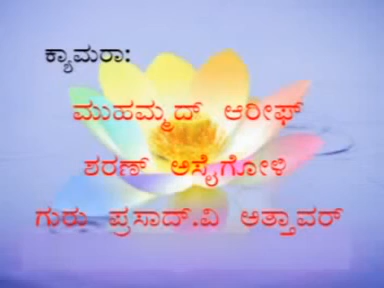 ಕ್ಯಾಮರಾ:
ಮುಹಮ್ಮದ್ ಆರೀಫ್
ಶರಣ್ ಅಸೈಗೋಳಿ
ಗುರು ಪ್ರಸಾದ್.ವಿ ಅತ್ತಾವರ್